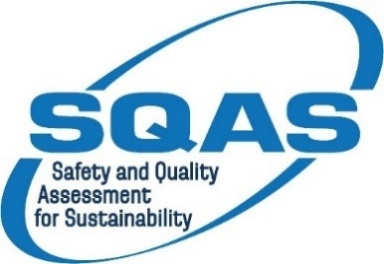 SQAS
Safety and Quality
Assessment
for Sustainability